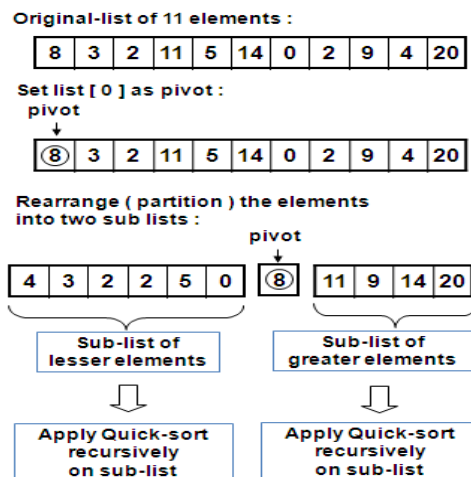 Original-list of 11 elements :
8 3 2 11 5 14 0 2 9 4 20
Set list [ 0 ] as pivot :
pivot
8 3 2 11 5 14 0 2 9 4 20
Rearrange ( partition ) the elements
into two sub lists :
pivot
4 3 2 2 5 0 8 11 9 14 20
Sub-list of
lesser elements
Sub-list of
greater elements
Apply Quick-sort
recursively
on sub-list
Apply Quick-sort
recursively
on sub-list